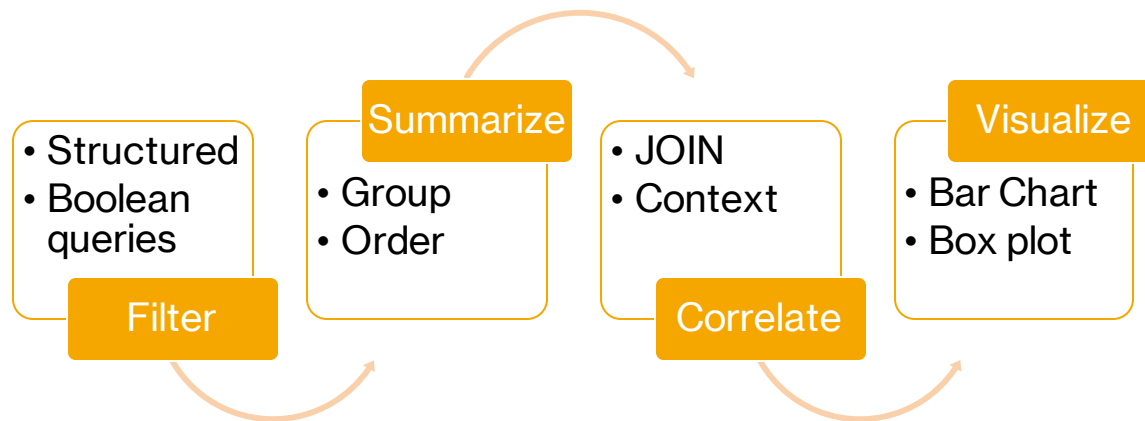 • Structured
• Boolean
queries
Filter
Summarize
• Group
• Order
• JOIN
• Context
Correlate
Visualize
• Bar Chart
• Box plot